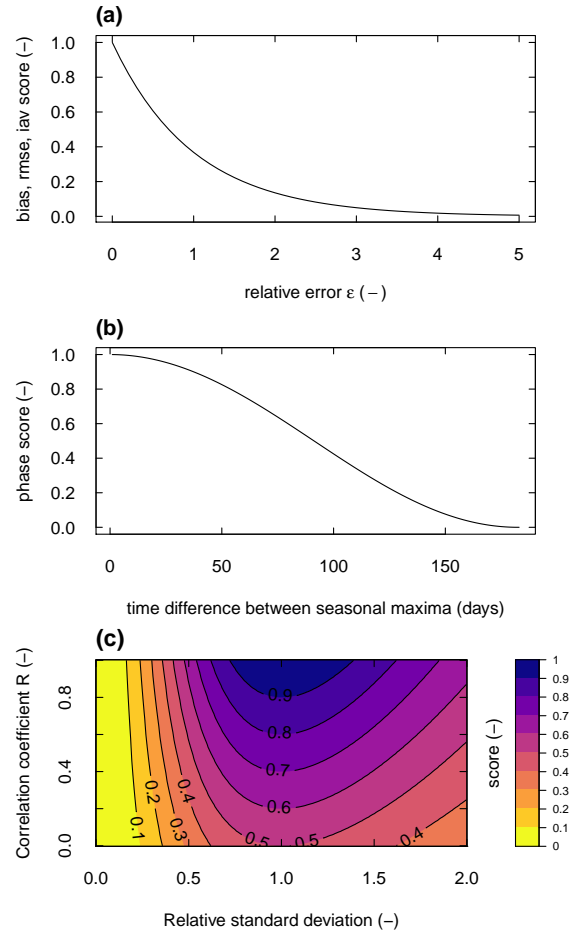 (a)
bias, rmse, iav score (−)
1.0
0.8
0.6
0.4
0.2
0.0
0 1 2 3 4 5
relative error ε (−)
(b)
phase score (−)
1.0
0.8
0.6
0.4
0.2
0.0
0 50 100 150
time difference between seasonal maxima (days)
(c)
Correlation coefficient R (−)
0.8
0.4
0.0
0.9
0.8
0.7
0.6
0.5
0.5
0.4
0.4
0.3
0.2
0.1
0.0 0.5 1.0 1.5 2.0
Relative standard deviation (−)
score (−)
1
0.9
0.8
0.7
0.6
0.5
0.4
0.3
0.2
0.1
0